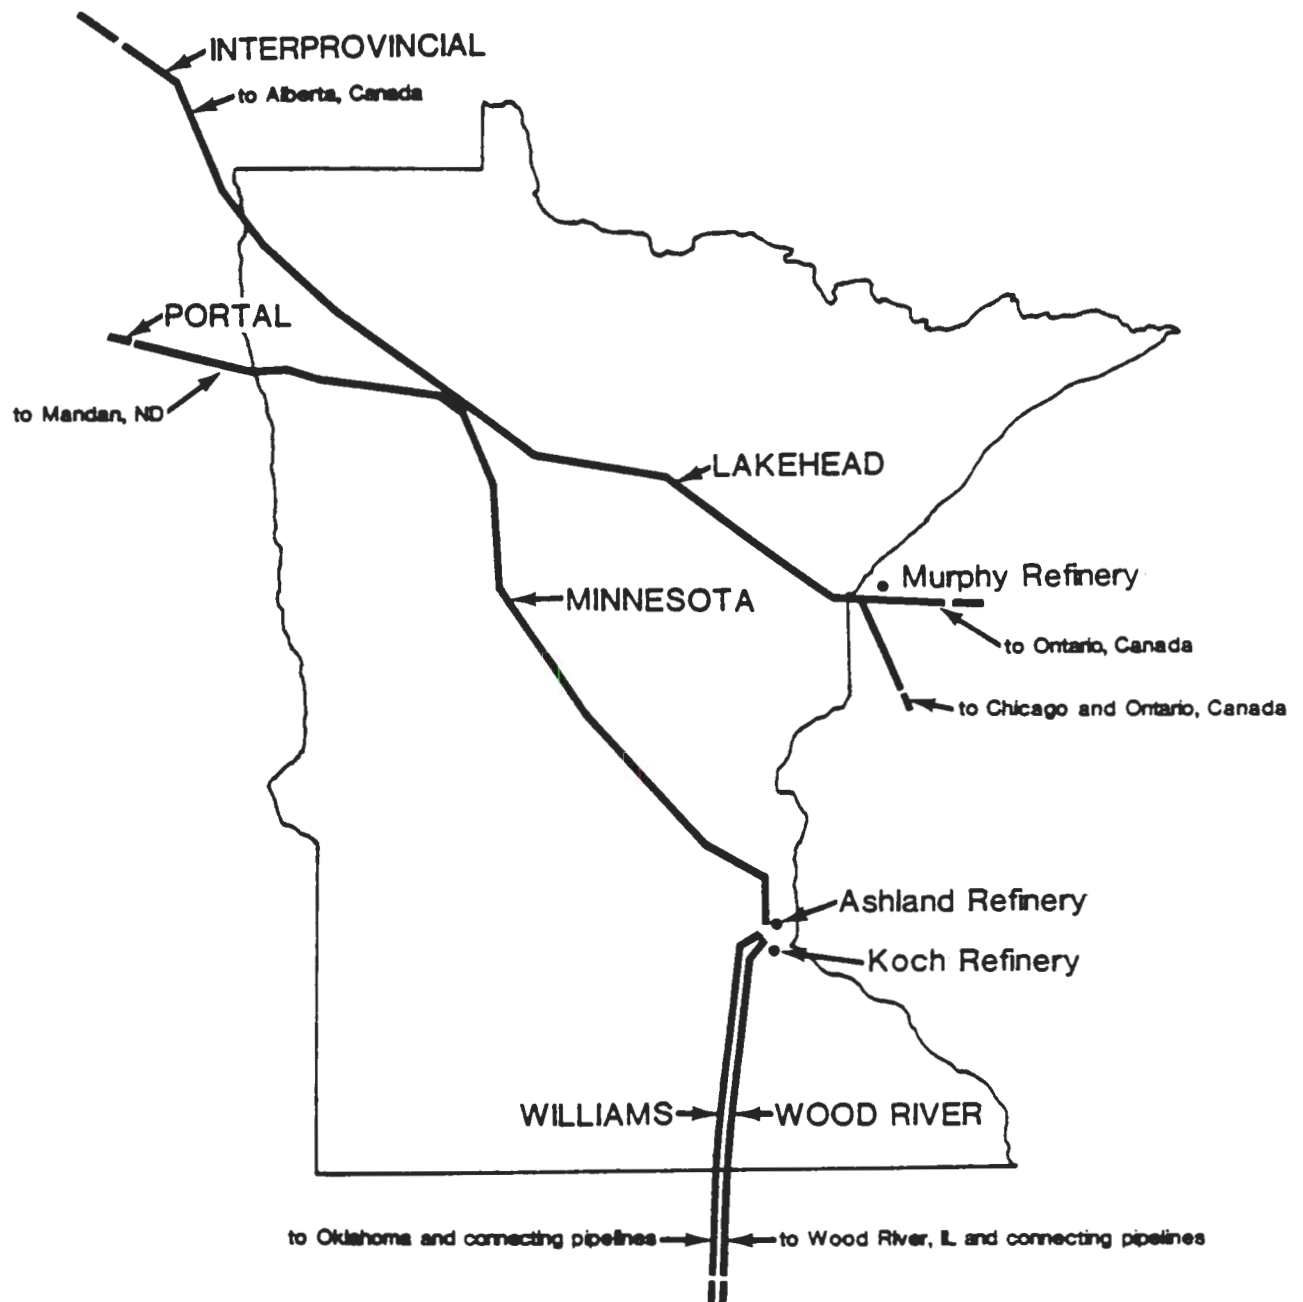 INTERPROVINCIAL
to Alberta, Canada
PORTAL
to Mandan, ND
LAKEHEAD
Murphy Refinery
MINNESOTA
to Ontario, Canada
to Chicago and Ontario, Canada
Ashland Refinery
Koch Refinery
WILLIAMS
WOOD RIVER
to Oklahoma and connecting pipelines
to Wood River, IL and connecting pipelines